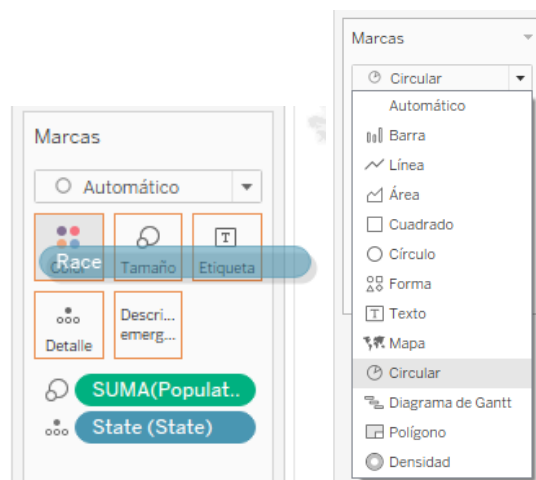 Marcas
Automático
Race
Color
Tamaño
Etiqueta
T
Detalle
Descri...
emerg...
SUMA(Populat..
State (State)
Marcas
Circular
Automático
Barra
Línea
Área
Cuadrado
Círculo
Forma
T Texto
Mapa
Circular
Diagrama de Gantt
Polígono
Densidad